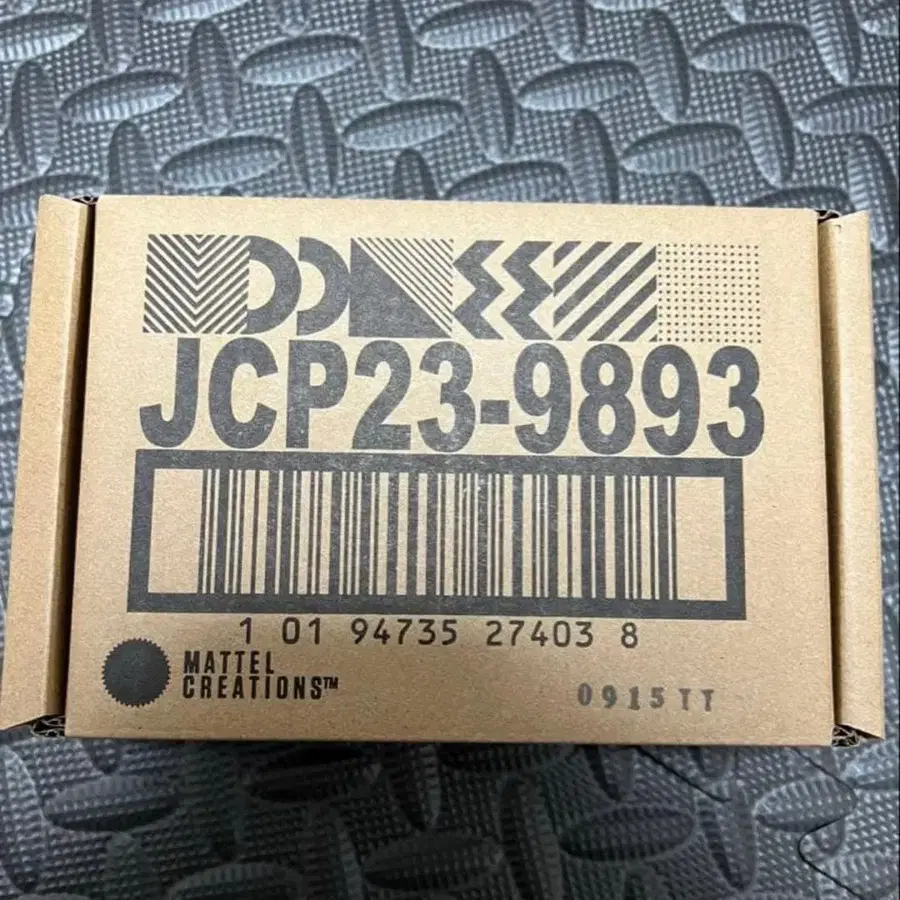 JCP23-9893
1 01 94735 27403 8
MATTEL
CREATIONS™
0915TT